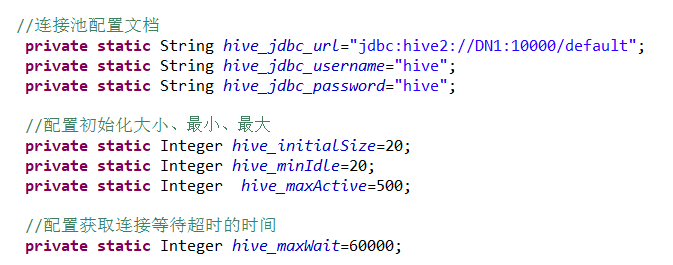 //连接池配置文档
private static String hive_jdbc_url="jdbc:hive2://DN1:10000/default";
private static String hive_jdbc_username="hive";
private static String hive_jdbc_password="hive";
//配置初始化大小、最小、最大
private static Integer hive_initialSize=20;
private static Integer hive_minIdle=20;
private static Integer  hive_maxActive=500;
//配置获取连接等待超时的时间
private static Integer hive_maxWait=60000;